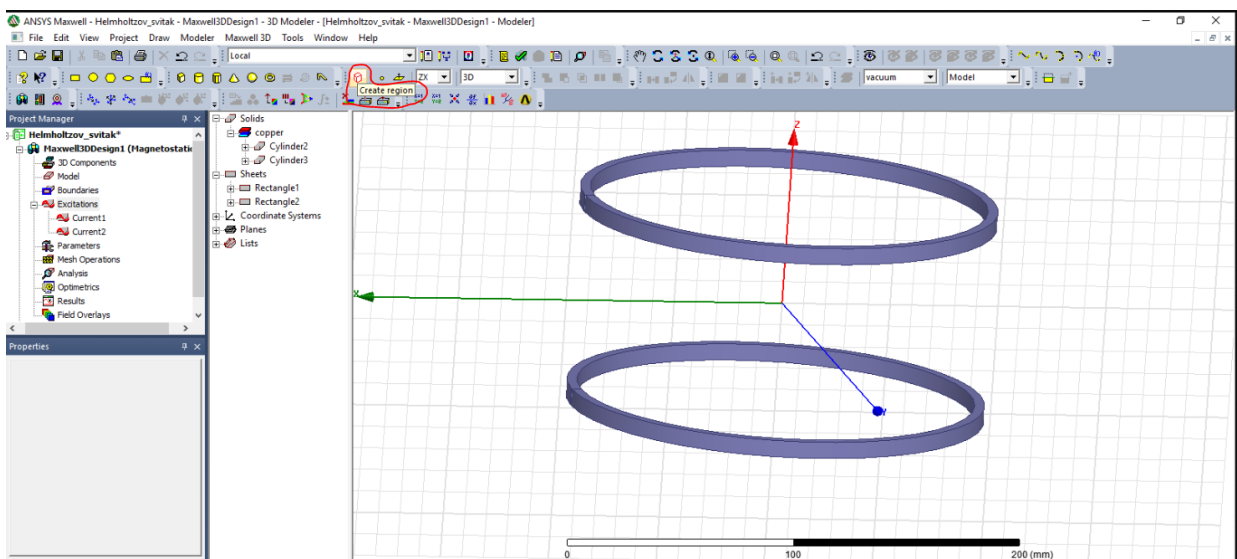 ANSYS Maxwell - Helmholtzov_svitak - Maxwell3DDesign1 - 3D Modeler - [Helmholtzov_svitak - Maxwell3DDesign1 - Modeler]
File Edit View Project Draw Modeler Maxwell 3D Tools Window Help
Local
ZX 3D vacuum Model
Create region
Project Manager
Helmholtzov_svitak*
Maxwell3DDesign1 (Magnetostatic
3D Components
Model
Boundaries
Excitations
Current1
Current2
Parameters
Mesh Operations
Analysis
Optimetrics
Results
Field Overlays
Properties
Solids
copper
Cylinder2
Cylinder3
Sheets
Rectangle1
Rectangle2
Coordinate Systems
Planes
Lists
Z
X
Y
0 100 200 (mm)